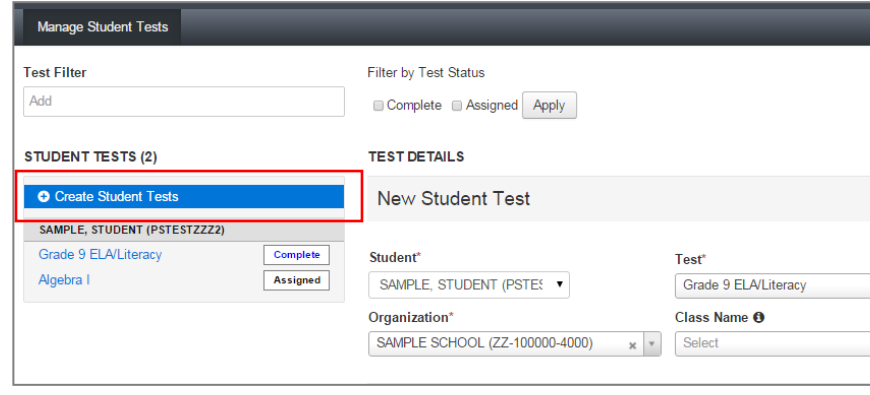 Manage Student Tests
Test Filter
Filter by Test Status
Add
Complete Assigned Apply
STUDENT TESTS (2)
TEST DETAILS
Create Student Tests
New Student Test
SAMPLE, STUDENT (PSTESTZZZ2)
Grade 9 ELA/Literacy Complete
Algebra I Assigned
Student*
Test*
SAMPLE, STUDENT (PSTES
Grade 9 ELA/Literacy
Organization*
Class Name
SAMPLE SCHOOL (ZZ-100000-4000)
Select